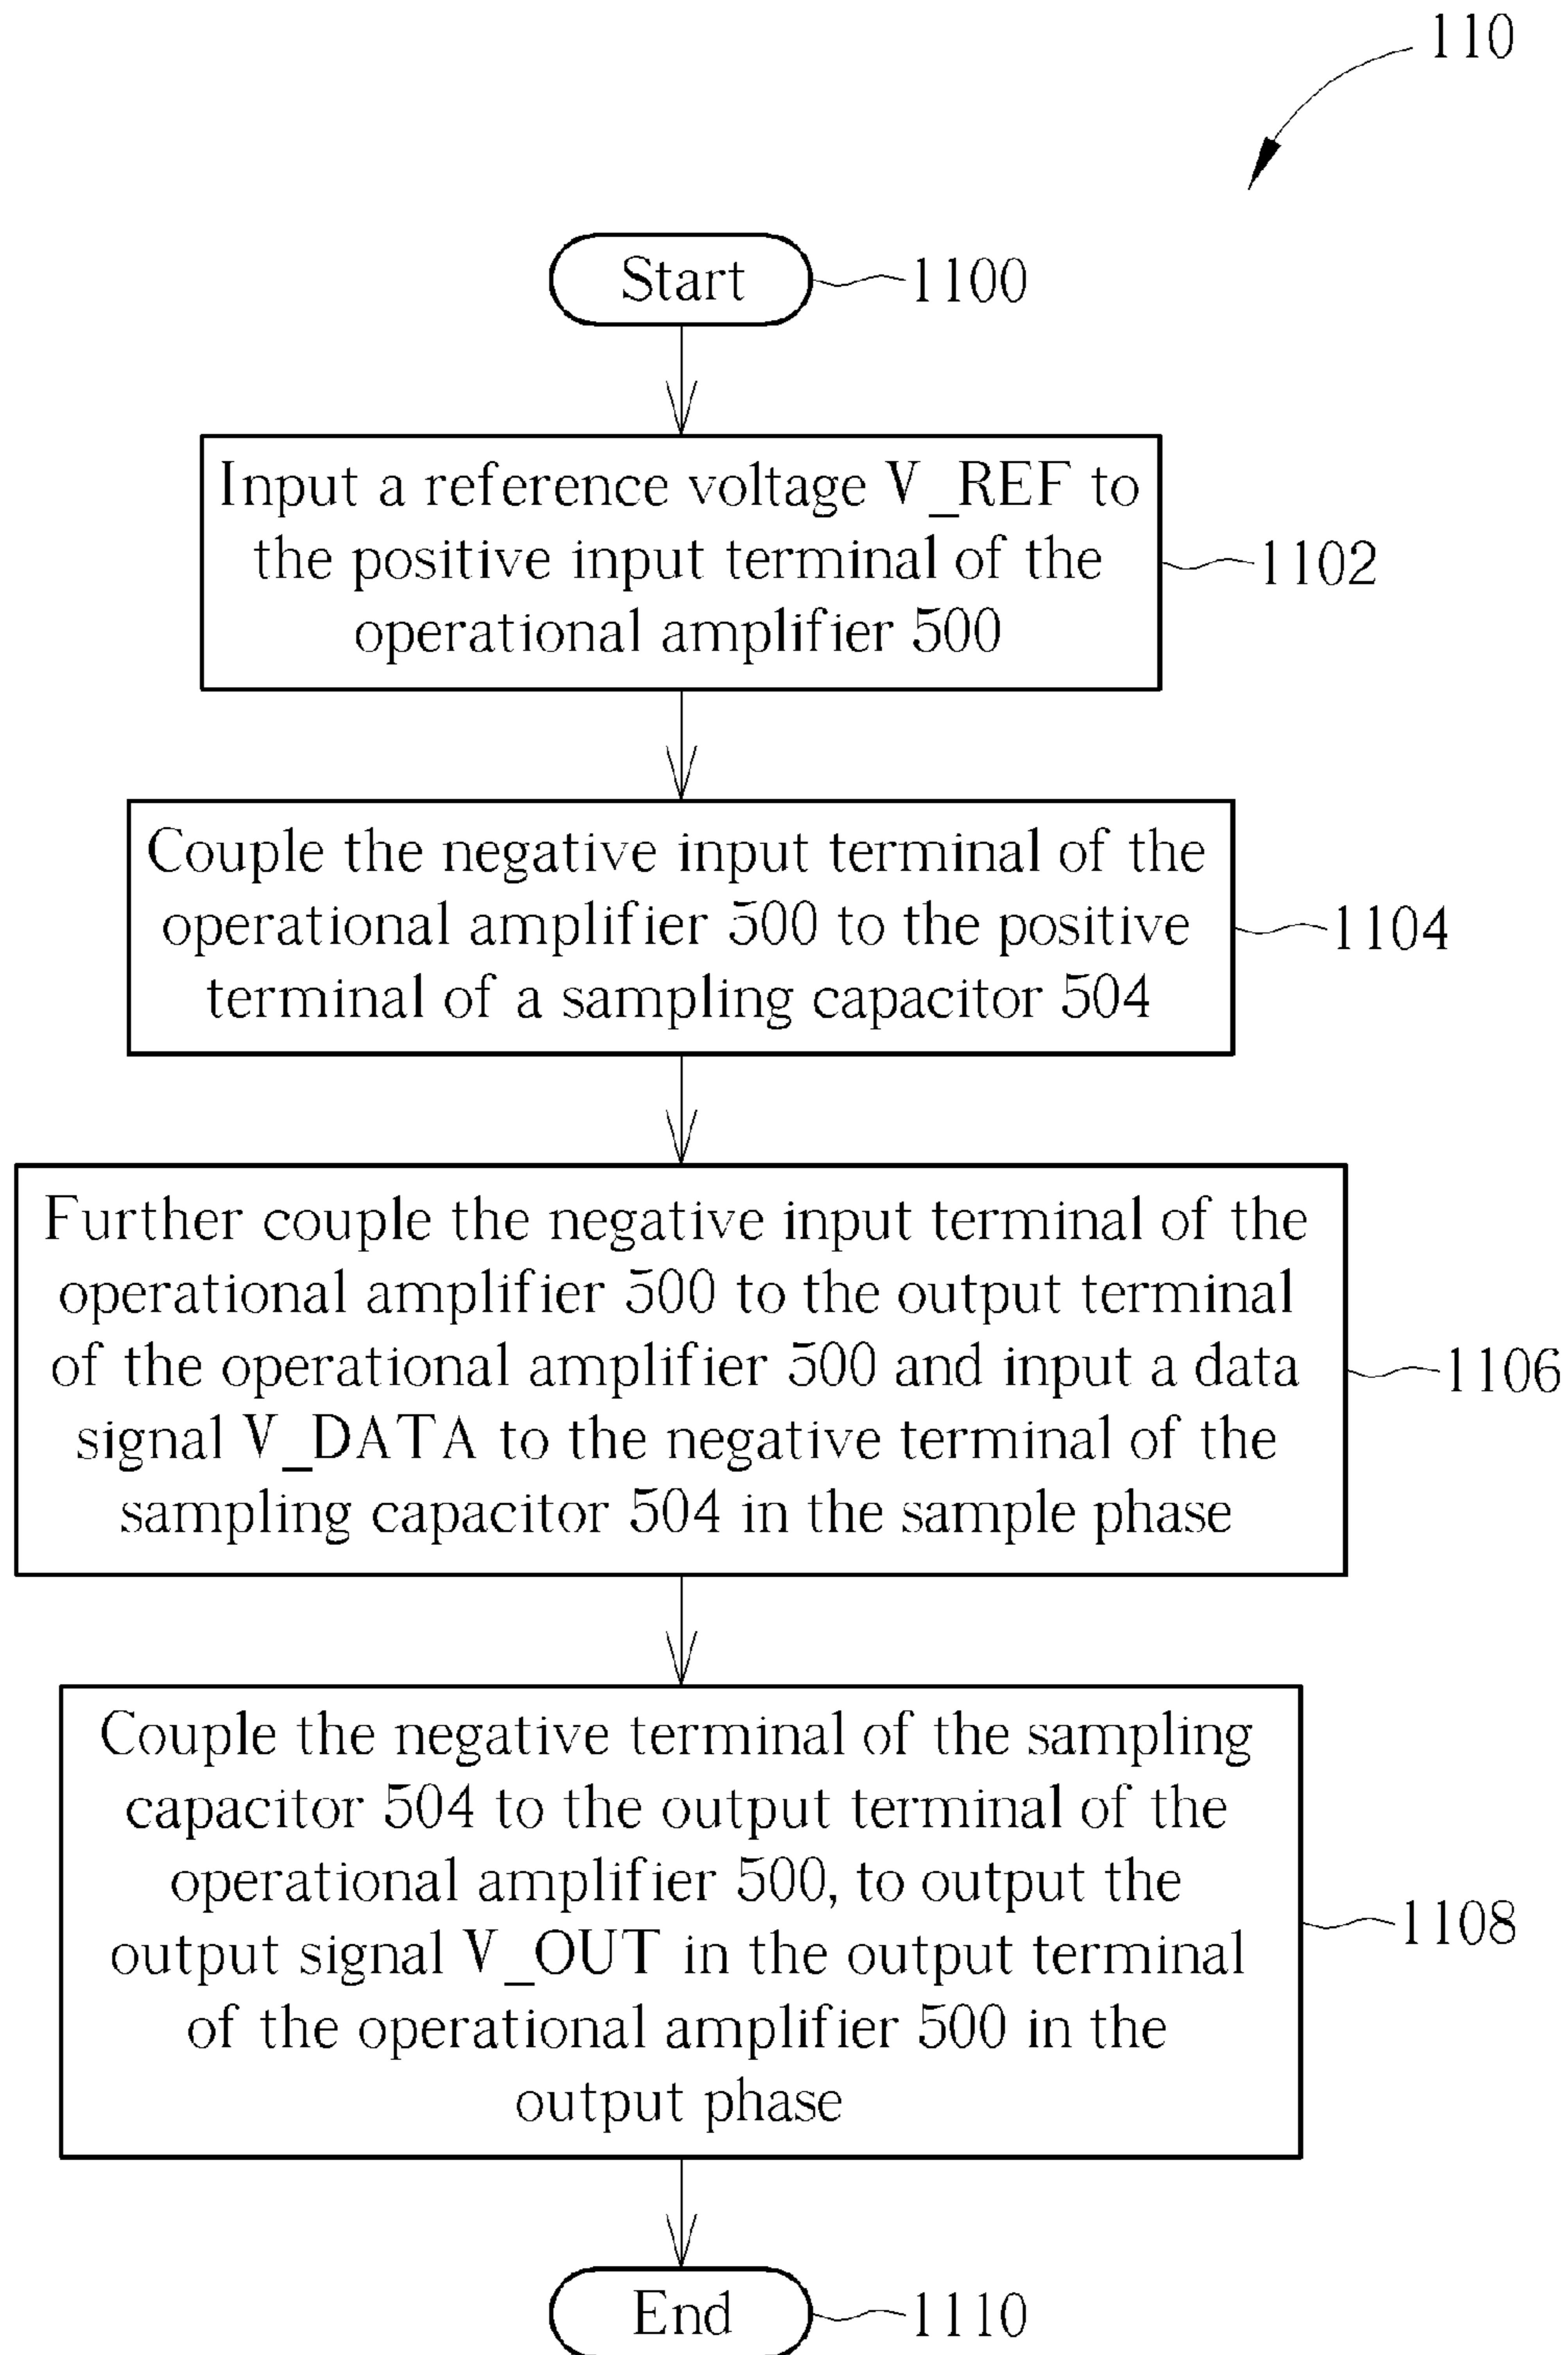 110
Start
1100
Input a reference voltage V_REF to
the positive input terminal of the
operational amplifier 500
1102
Couple the negative input terminal of the
operational amplifier 500 to the positive
terminal of a sampling capacitor 504
1104
Further couple the negative input terminal of the
operational amplifier 500 to the output terminal
of the operational amplifier 500 and input a data
signal V_DATA to the negative terminal of the
sampling capacitor 504 in the sample phase
1106
Couple the negative terminal of the sampling
capacitor 504 to the output terminal of the
operational amplifier 500, to output the
output signal V_OUT in the output terminal
of the operational amplifier 500 in the
output phase
1108
End
1110